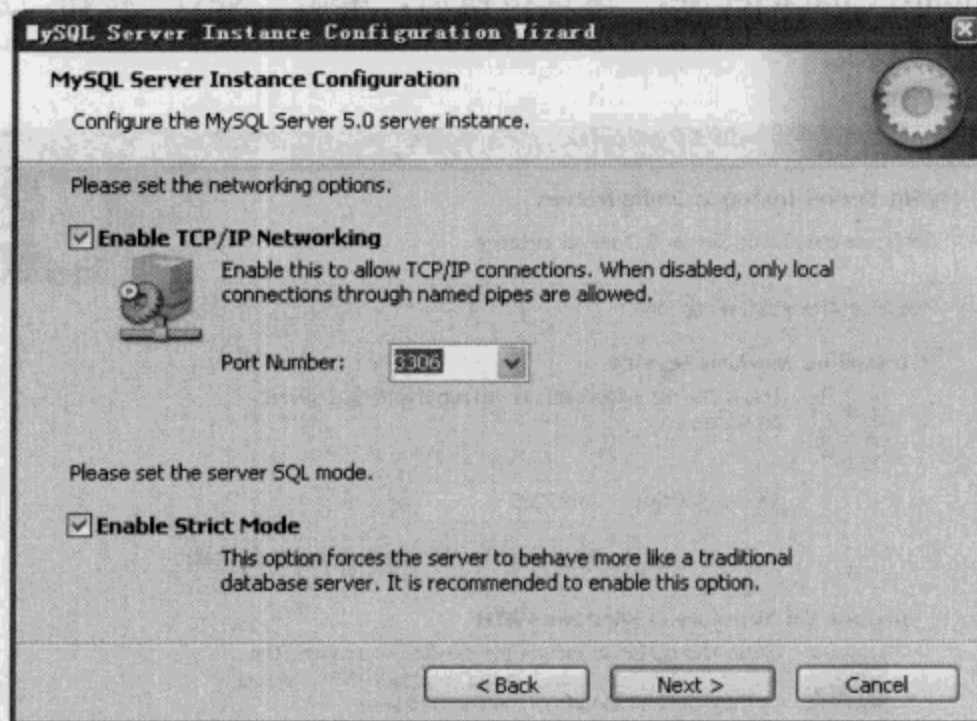 MySQL Server Instance Configuration Wizard
MySQL Server Instance Configuration
Configure the MySQL Server 5.0 server instance.
Please set the networking options.
Enable TCP/IP Networking
Enable this to allow TCP/IP connections. When disabled, only local
connections through named pipes are allowed.
Port Number: 3306
Please set the server SQL mode.
Enable Strict Mode
This option forces the server to behave more like a traditional
database server. It is recommended to enable this option.
< Back Next > Cancel